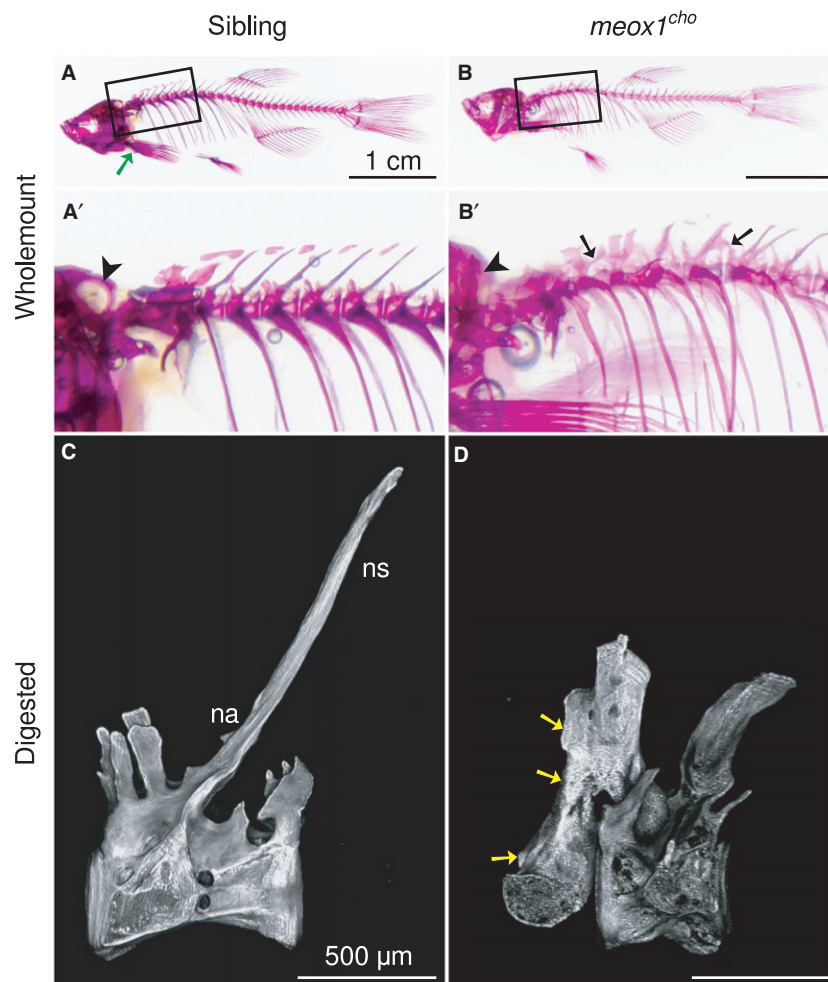 Sibling
meox1cho
Wholemount
A
B
1 cm
A′
B′
Digested
C
D
ns
na
500 µm